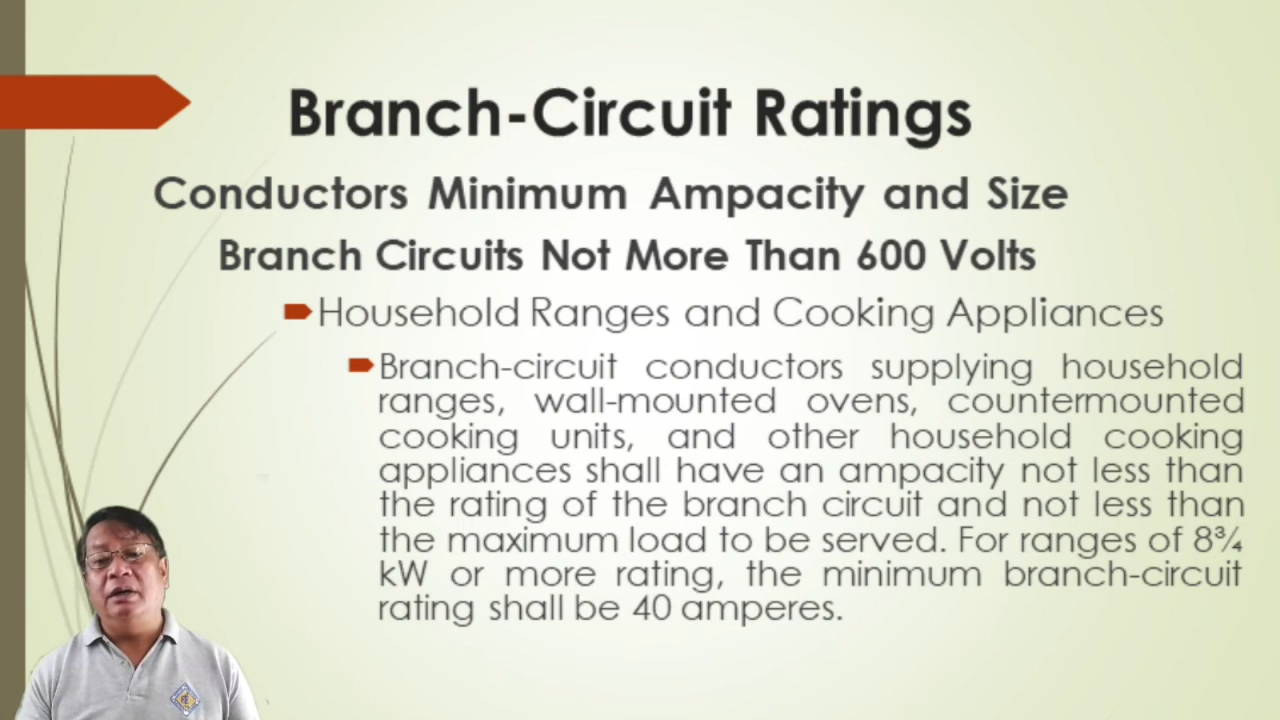 Branch-Circuit Ratings
Conductors Minimum Ampacity and Size
Branch Circuits Not More Than 600 Volts
Household Ranges and Cooking Appliances
Branch-circuit conductors supplying household
ranges, wall-mounted ovens, countermounted
cooking units, and other household cooking
appliances shall have an ampacity not less than
the rating of the branch circuit and not less than
the maximum load to be served. For ranges of 8¾
kW or more rating, the minimum branch-circuit
rating shall be 40 amperes.